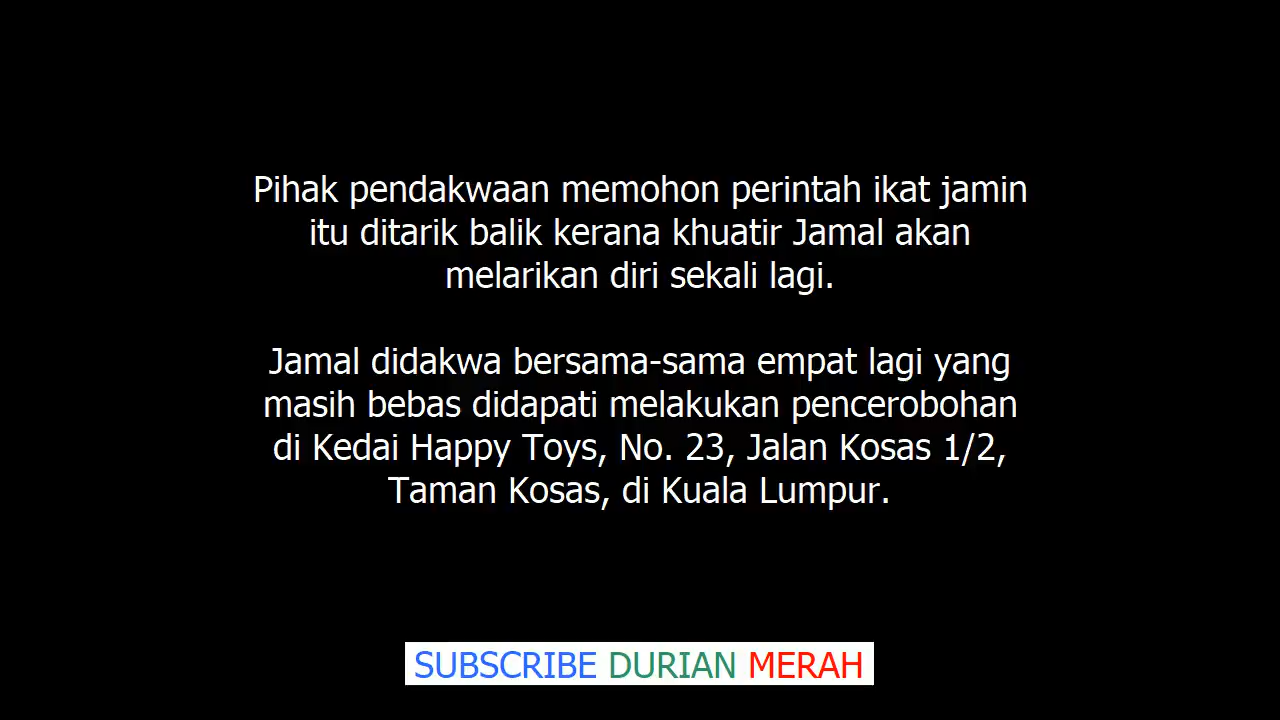 Pihak pendakwaan memohon perintah ikat jamin
itu ditarik balik kerana khuatir Jamal akan
melarikan diri sekali lagi.
Jamal didakwa bersama-sama empat lagi yang
masih bebas didapati melakukan pencerobohan
di Kedai Happy Toys, No. 23, Jalan Kosas 1/2,
Taman Kosas, di Kuala Lumpur.
SUBSCRIBE DURIAN MERAH